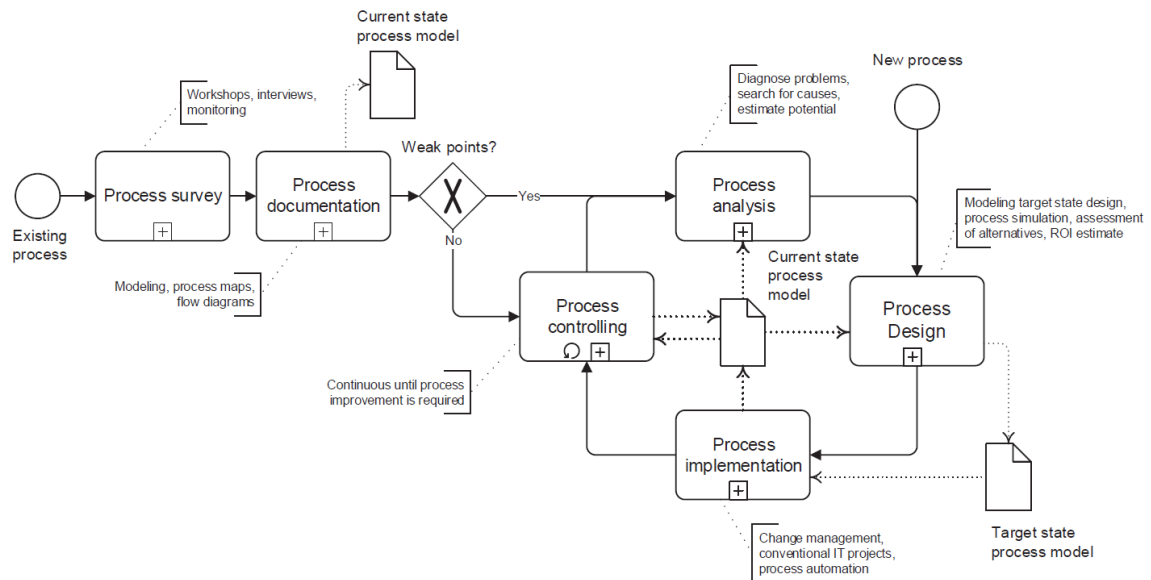 Current state
process model
Workshops, interviews,
monitoring
Process survey
Process
documentation
Existing
process
Modeling, process maps,
flow diagrams
Weak points?
Yes
No
Diagnose problems,
search for causes,
estimate potential
New process
Process
analysis
Modeling target state design,
process simulation, assessment
of alternatives, ROI estimate
Current state
process
model
Process
controlling
Process
Design
Continuous until process
improvement is required
Process
implementation
Change management,
conventional IT projects,
process automation
Target state
process model